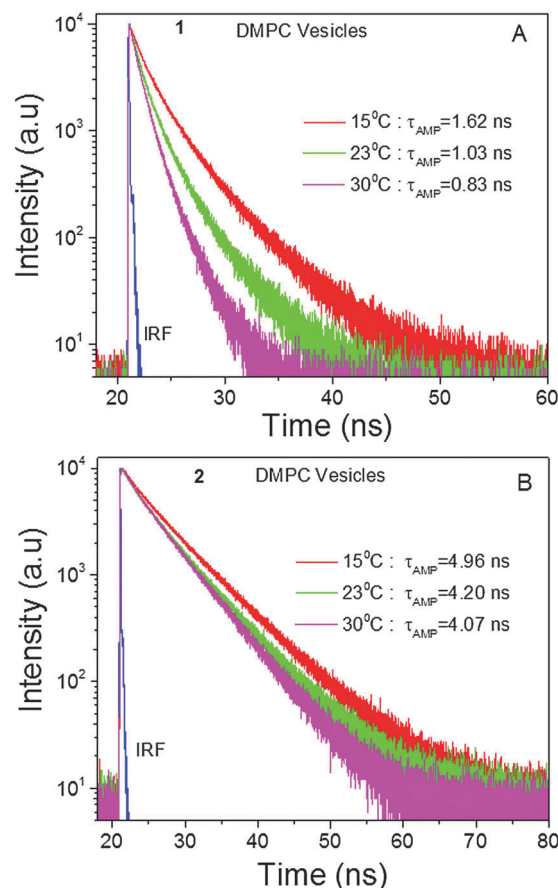 1 DMPC Vesicles A
10⁴
10³
10²
10¹
Intensity (a.u)
15⁰C : τAMP=1.62 ns
23⁰C : τAMP=1.03 ns
30⁰C : τAMP=0.83 ns
IRF
20 30 40 50 60
Time (ns)
2 DMPC Vesicles B
10⁴
10³
10²
10¹
Intensity (a.u)
15⁰C : τAMP=4.96 ns
23⁰C : τAMP=4.20 ns
30⁰C : τAMP=4.07 ns
IRF
20 30 40 50 60 70 80
Time (ns)